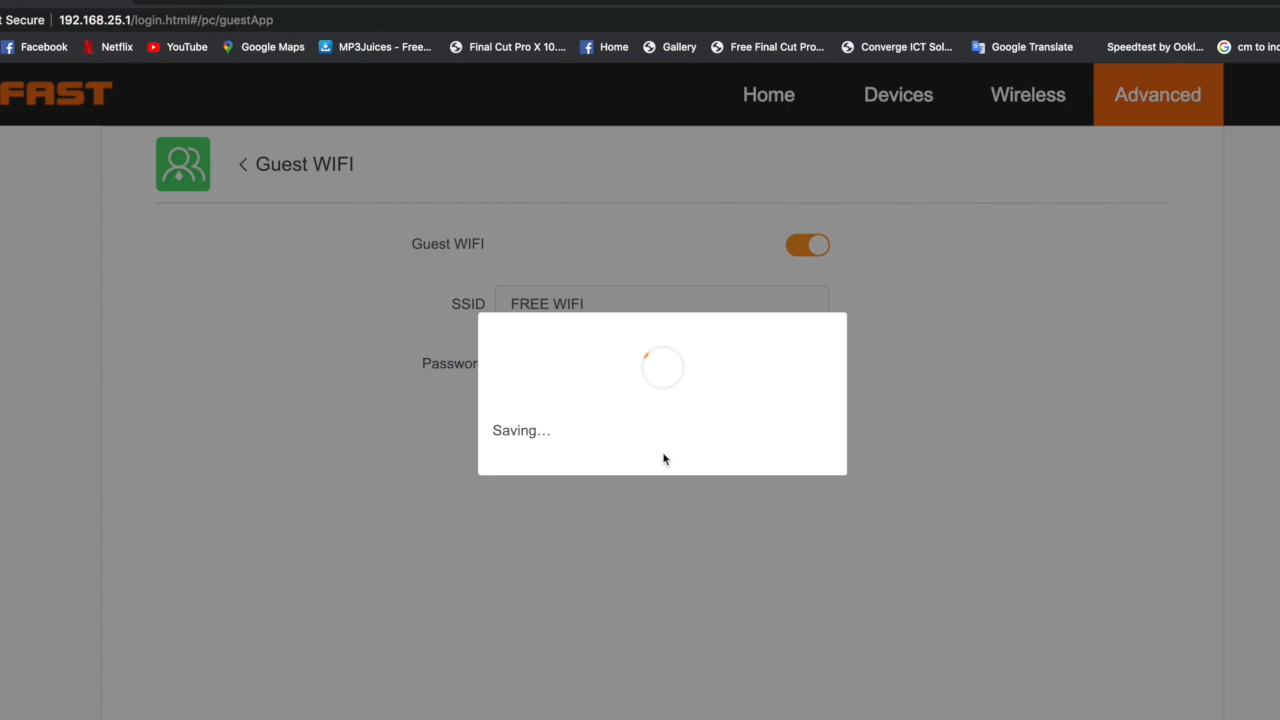 t Secure | 192.168.25.1/login.html#/pc/guestApp
Facebook Netflix YouTube Google Maps MP3Juices - Free... Final Cut Pro X 10.... Home Gallery Free Final Cut Pro... Converge ICT Sol... Google Translate Speedtest by Ookl... cm to inc
FAST Home Devices Wireless Advanced
< Guest WIFI
Guest WIFI
SSID FREE WIFI
Passwor
Saving...